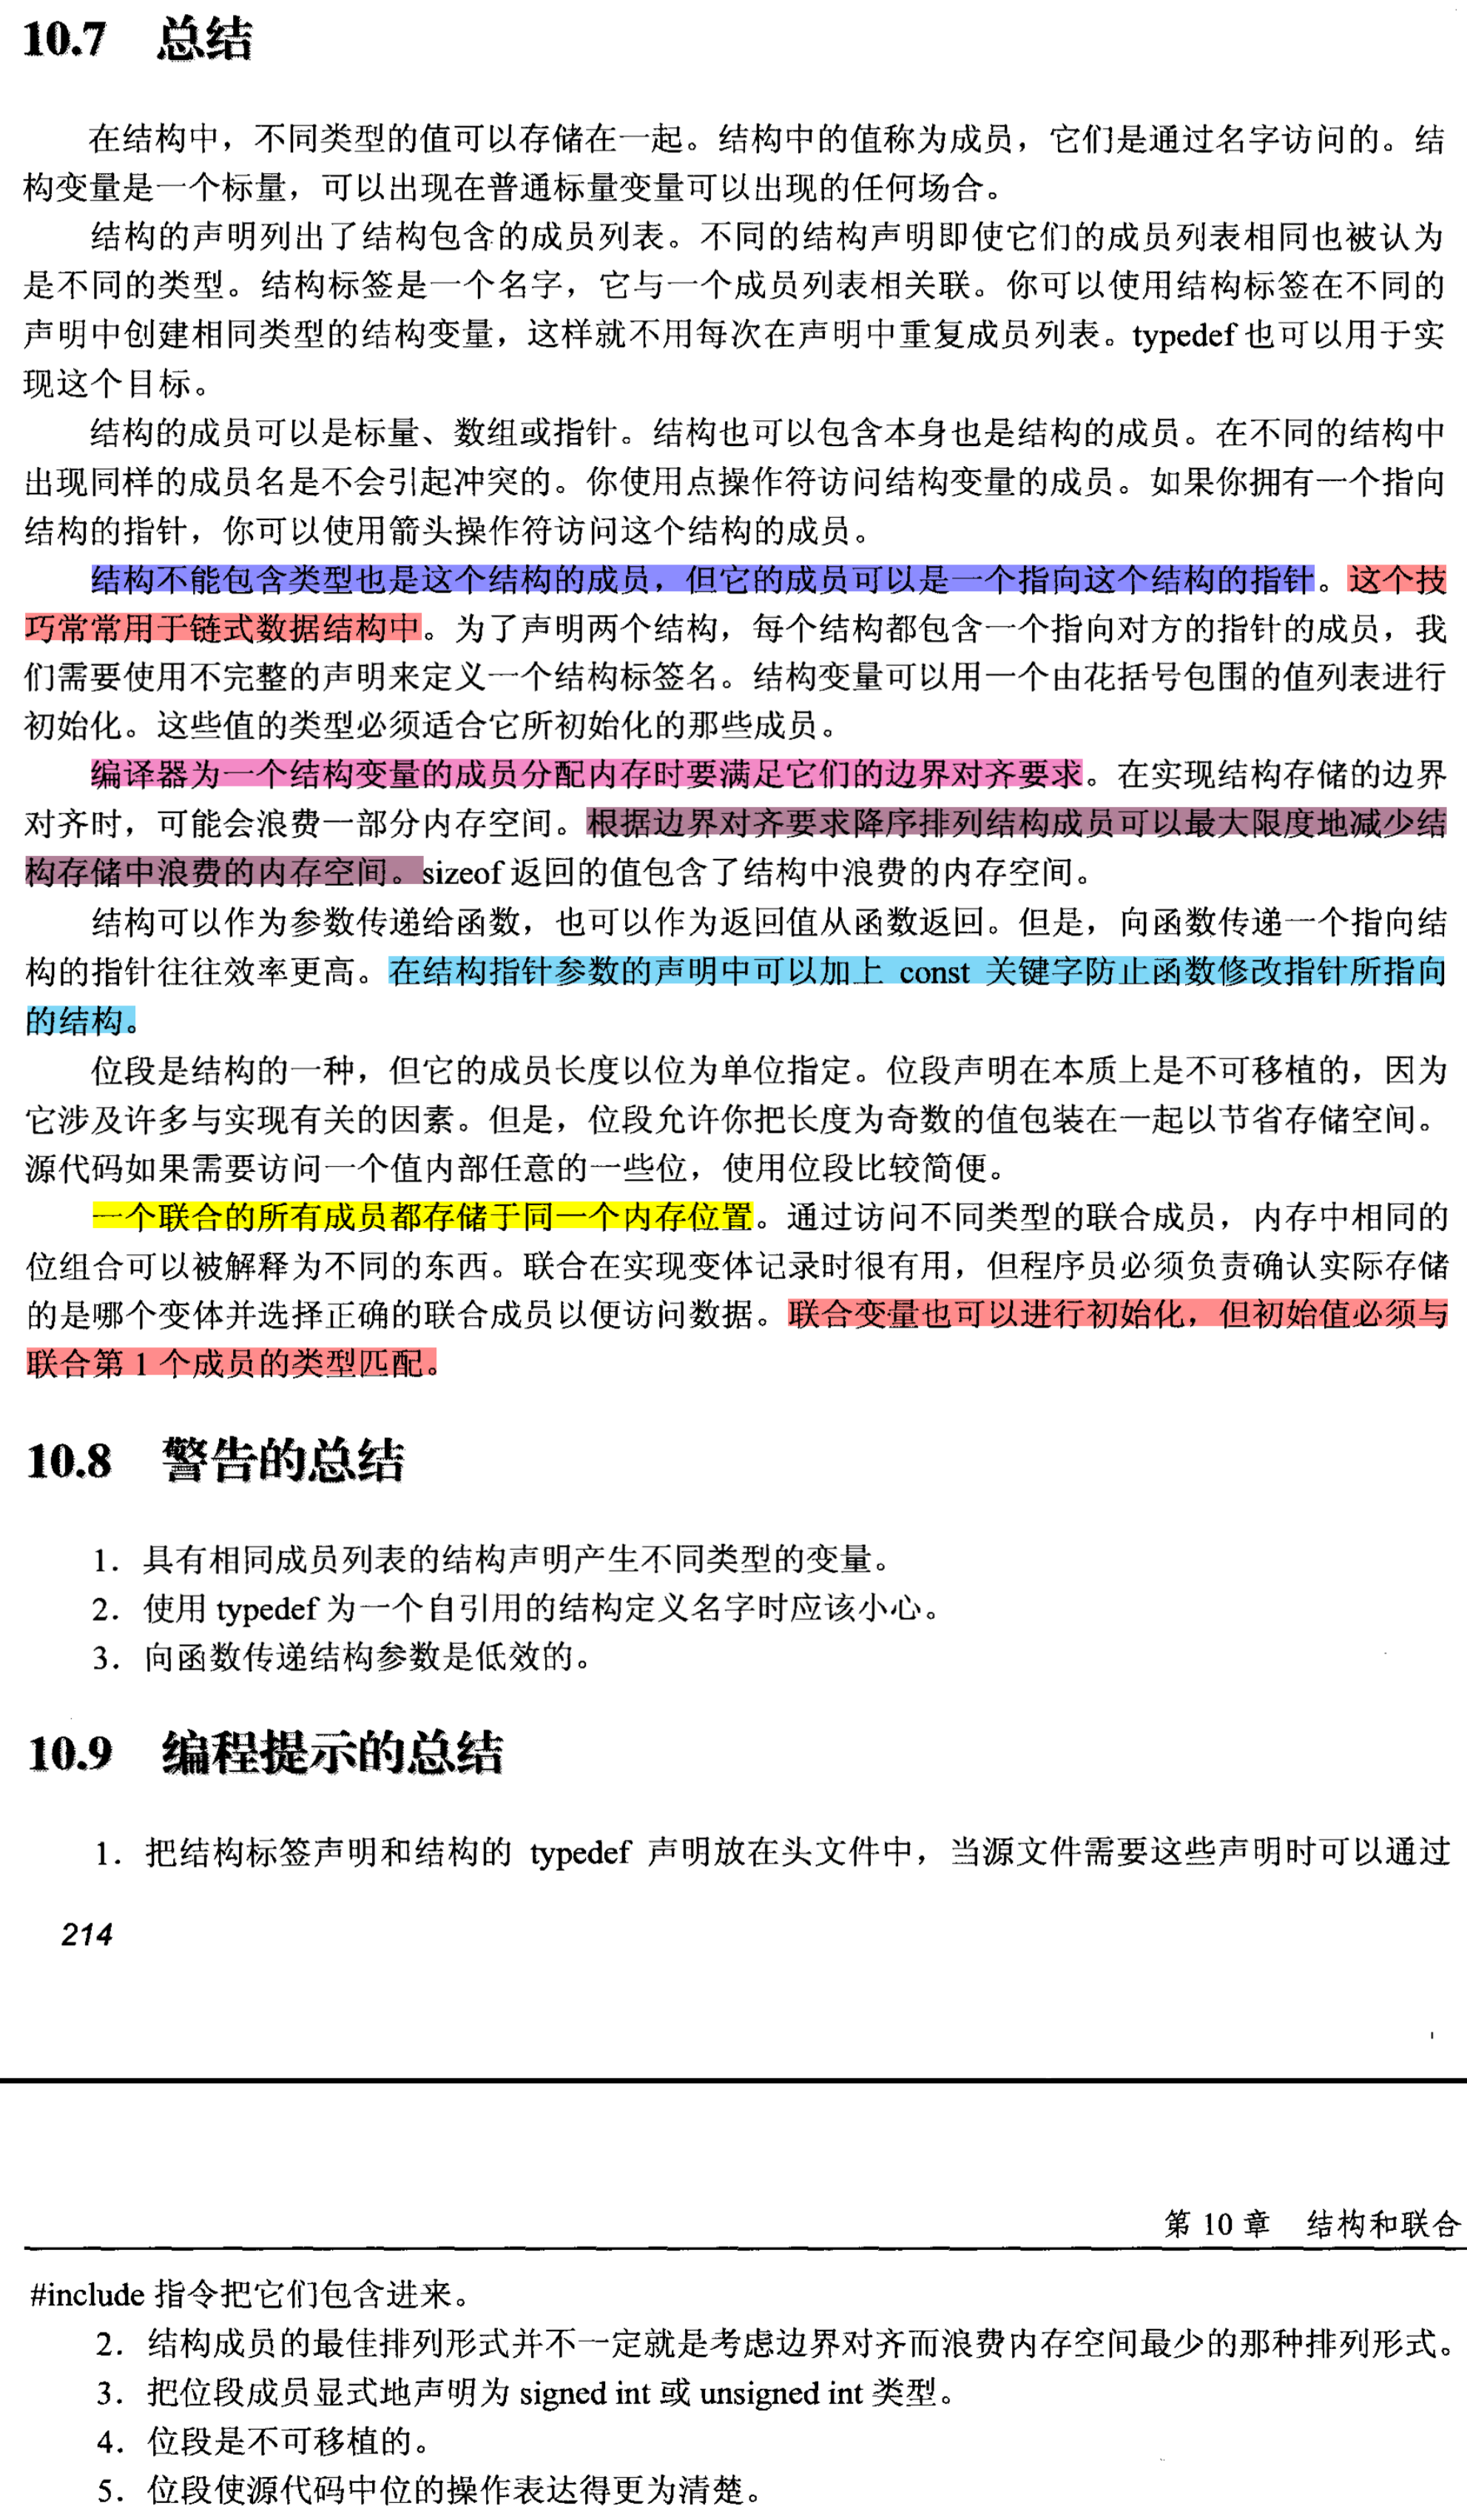 10.7 总结
在结构中，不同类型的值可以存储在一起。结构中的值称为成员，它们是通过名字访问的。结
构变量是一个标量，可以出现在普通标量变量可以出现的任何场合。
结构的声明列出了结构包含的成员列表。不同的结构声明即使它们的成员列表相同也被认为
是不同的类型。结构标签是一个名字，它与一个成员列表相关联。你可以使用结构标签在不同的
声明中创建相同类型的结构变量，这样就不用每次在声明中重复成员列表。typedef 也可以用于实
现这个目标。
结构的成员可以是标量、数组或指针。结构也可以包含本身也是结构的成员。在不同的结构中
出现同样的成员名是不会引起冲突的。你使用点操作符访问结构变量的成员。如果你拥有一个指向
结构的指针，你可以使用箭头操作符访问这个结构的成员。
结构不能包含类型也是这个结构的成员，但它的成员可以是一个指向这个结构的指针。这个技
巧常常用于链式数据结构中。为了声明两个结构，每个结构都包含一个指向对方的指针的成员，我
们需要使用不完整的声明来定义一个结构标签名。结构变量可以用一个由花括号包围的值列表进行
初始化。这些值的类型必须适合它所初始化的那些成员。
编译器为一个结构变量的成员分配内存时要满足它们的边界对齐要求。在实现结构存储的边界
对齐时，可能会浪费一部分内存空间。根据边界对齐要求降序排列结构成员可以最大限度地减少结
构存储中浪费的内存空间。sizeof 返回的值包含了结构中浪费的内存空间。
结构可以作为参数传递给函数，也可以作为返回值从函数返回。但是，向函数传递一个指向结
构的指针往往效率更高。在结构指针参数的声明中可以加上 const 关键字防止函数修改指针所指向
的结构。
位段是结构的一种，但它的成员长度以位为单位指定。位段声明在本质上是不可移植的，因为
它涉及许多与实现有关的因素。但是，位段允许你把长度为奇数的值包装在一起以节省存储空间。
源代码如果需要访问一个值内部任意的一些位，使用位段比较简便。
一个联合的所有成员都存储于同一个内存位置。通过访问不同类型的联合成员，内存中相同的
位组合可以被解释为不同的东西。联合在实现变体记录时很有用，但程序员必须负责确认实际存储
的是哪个变体并选择正确的联合成员以便访问数据。联合变量也可以进行初始化，但初始值必须与
联合第 1 个成员的类型匹配。
10.8 警告的总结
1．具有相同成员列表的结构声明产生不同类型的变量。
2．使用 typedef 为一个自引用的结构定义名字时应该小心。
3．向函数传递结构参数是低效的。
10.9 编程提示的总结
1．把结构标签声明和结构的 typedef 声明放在头文件中，当源文件需要这些声明时可以通过
214
第 10 章 结构和联合
#include 指令把它们包含进来。
2．结构成员的最佳排列形式并不一定就是考虑边界对齐而浪费内存空间最少的那种排列形式。
3．把位段成员显式地声明为 signed int 或 unsigned int 类型。
4．位段是不可移植的。
5．位段使源代码中位的操作表达得更为清楚。